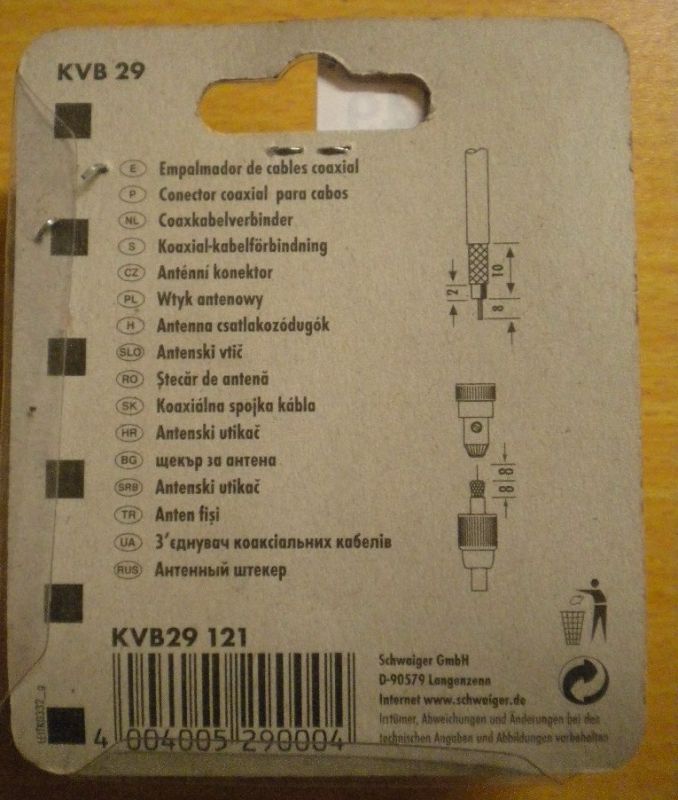 KVB 29
E Empalmador de cables coaxial
P Conector coaxial para cabos
NL Coaxkabelverbinder
S Koaxial-kabelförbindning
CZ Anténní konektor
PL Wtyk antenowy
H Antenna csatlakozódugók
SLO Antenski vtič
RO Ştecăr de antenă
SK Koaxiálna spojka kábla
HR Antenski utikač
BG щекър за антена
SRB Antenski utikač
TR Anten fişi
UA З'єднувач коаксіальних кабелів
RUS Антенный штекер
10
2
8
8
8
KVB29 121
4 004005 290004
Schwaiger GmbH
D-90579 Langenzenn
Internet www.schwaiger.de
Irrtümer, Abweichungen und Änderungen bei den
technischen Angaben und Abbildungen vorbehalten